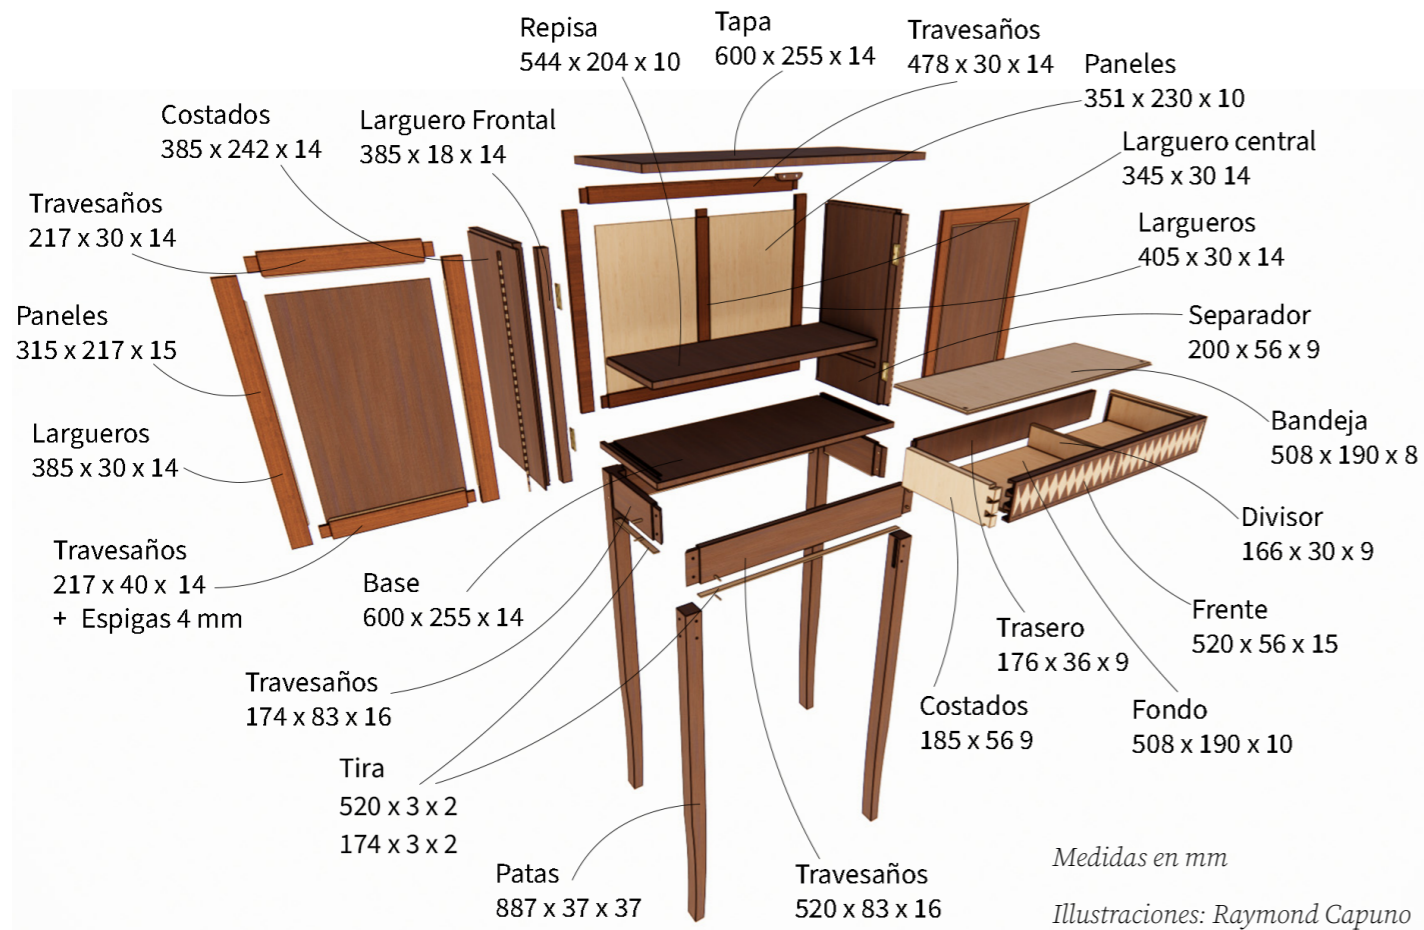 Repisa
544 x 204 x 10
Tapa
600 x 255 x 14
Travesaños
478 x 30 x 14
Paneles
351 x 230 x 10
Costados
385 x 242 x 14
Larguero Frontal
385 x 18 x 14
Larguero central
345 x 30 14
Travesaños
217 x 30 x 14
Largueros
405 x 30 x 14
Paneles
315 x 217 x 15
Separador
200 x 56 x 9
Largueros
385 x 30 x 14
Bandeja
508 x 190 x 8
Travesaños
217 x 40 x 14
+ Espigas 4 mm
Base
600 x 255 x 14
Divisor
166 x 30 x 9
Frente
520 x 56 x 15
Trasero
176 x 36 x 9
Travesaños
174 x 83 x 16
Costados
185 x 56 9
Fondo
508 x 190 x 10
Tira
520 x 3 x 2
174 x 3 x 2
Patas
887 x 37 x 37
Travesaños
520 x 83 x 16
Medidas en mm
Illustraciones: Raymond Capuno